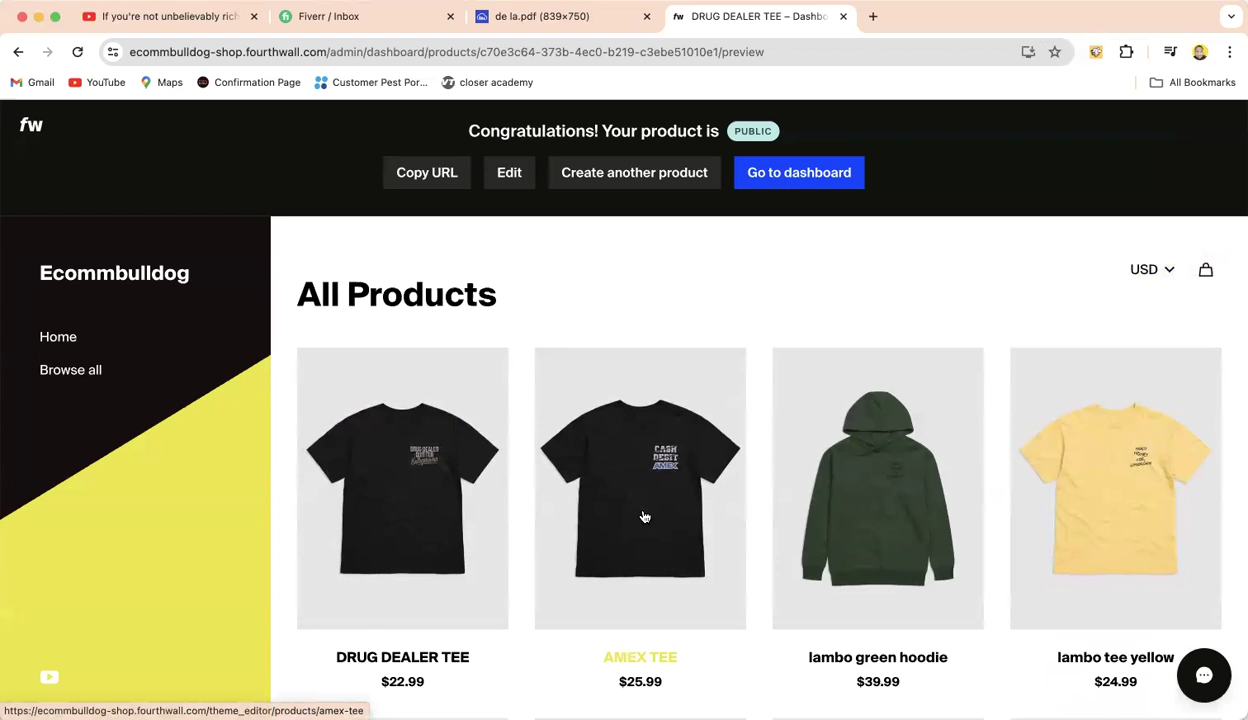 If you're not unbelievably rich
Fiverr / Inbox
de la.pdf (839×750)
fw DRUG DEALER TEE – Dashbo
ecommbulldog-shop.fourthwall.com/admin/dashboard/products/c70e3c64-373b-4ec0-b219-c3ebe51010e1/preview
Gmail YouTube Maps Confirmation Page Customer Pest Por... closer academy All Bookmarks
fw
Congratulations! Your product is PUBLIC
Copy URL Edit Create another product Go to dashboard
Ecommbulldog
Home
Browse all
USD
All Products
CASH
DEBIT
AMEX
DRUG DEALER TEE
$22.99
AMEX TEE
$25.99
lambo green hoodie
$39.99
lambo tee yellow
$24.99
https://ecommbulldog-shop.fourthwall.com/theme_editor/products/amex-tee